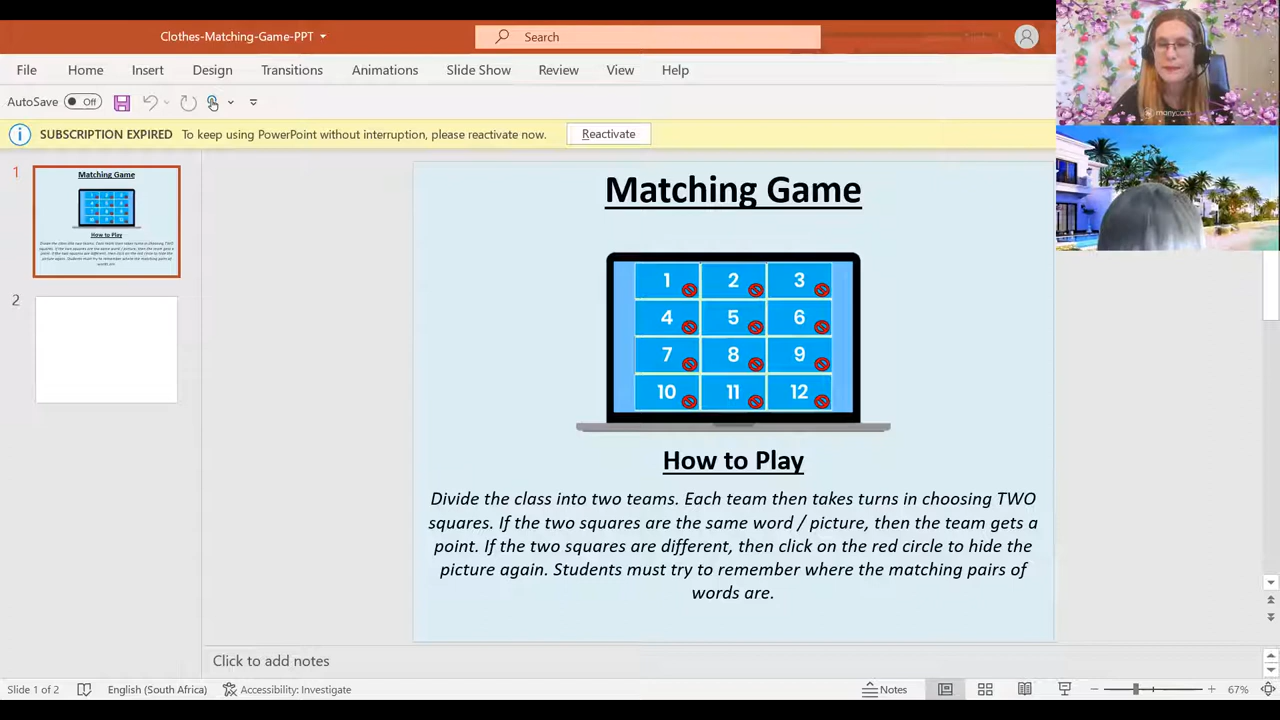 Clothes-Matching-Game-PPT
Search
File Home Insert Design Transitions Animations Slide Show Review View Help
AutoSave Off
SUBSCRIPTION EXPIRED To keep using PowerPoint without interruption, please reactivate now. Reactivate
1
Matching Game
How to Play
2
Matching Game
1 2 3
4 5 6
7 8 9
10 11 12
How to Play
Divide the class into two teams. Each team then takes turns in choosing TWO
squares. If the two squares are the same word / picture, then the team gets a
point. If the two squares are different, then click on the red circle to hide the
picture again. Students must try to remember where the matching pairs of
words are.
Click to add notes
Slide 1 of 2 English (South Africa) Accessibility: Investigate Notes 67%
manycam